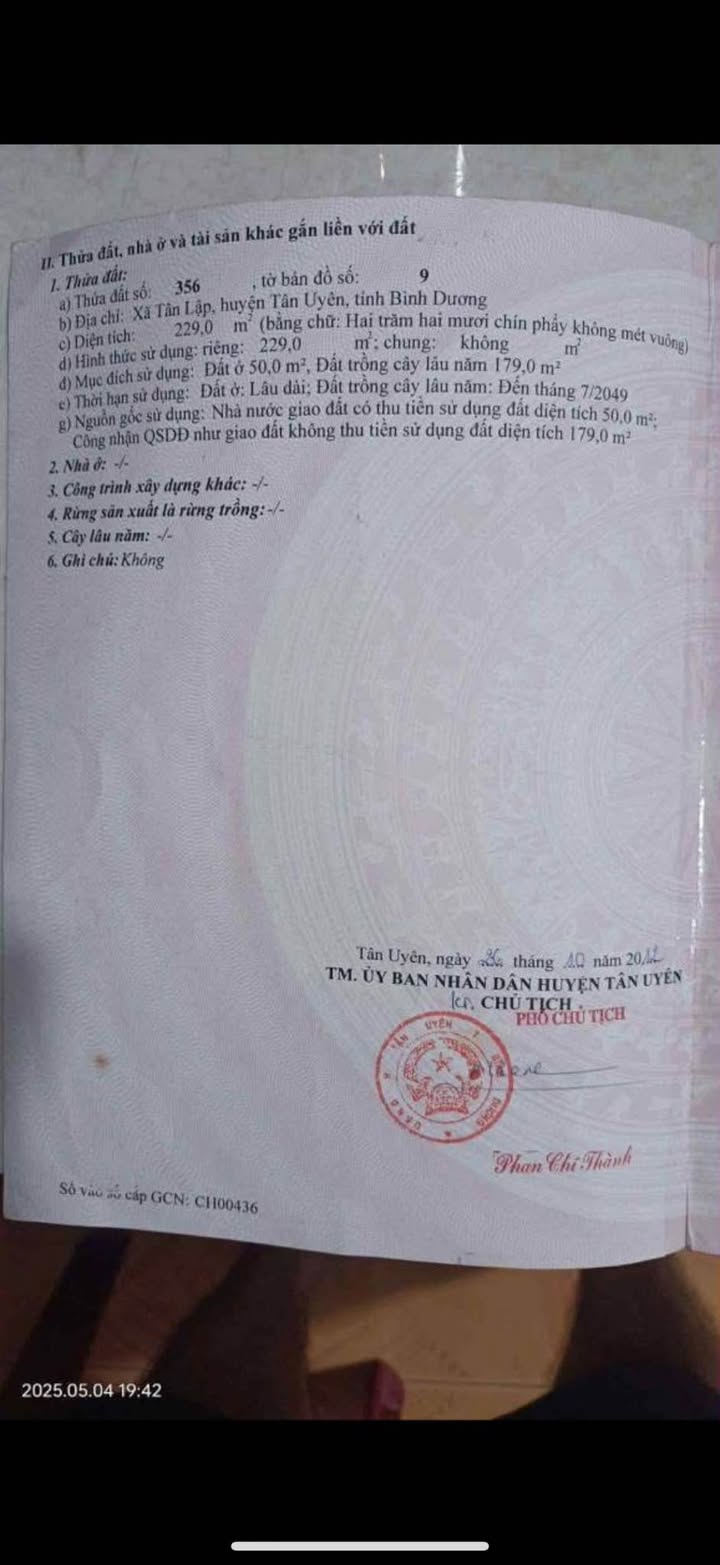 II. Thửa đất, nhà ở và tài sản khác gắn liền với đất
1. Thửa đất:
a) Thửa đất số: 356 , tờ bản đồ số: 9
b) Địa chỉ: Xã Tân Lập, huyện Tân Uyên, tỉnh Bình Dương
c) Diện tích: 229,0 m² (bằng chữ: Hai trăm hai mươi chín phẩy không mét vuông)
d) Hình thức sử dụng: riêng: 229,0 m²; chung: không m²
đ) Mục đích sử dụng: Đất ở 50,0 m², Đất trồng cây lâu năm 179,0 m²
e) Thời hạn sử dụng: Đất ở: Lâu dài; Đất trồng cây lâu năm: Đến tháng 7/2049
g) Nguồn gốc sử dụng: Nhà nước giao đất có thu tiền sử dụng đất diện tích 50,0 m²;
Công nhận QSDĐ như giao đất không thu tiền sử dụng đất diện tích 179,0 m²
2. Nhà ở: -/-
3. Công trình xây dựng khác: -/-
4. Rừng sản xuất là rừng trồng: -/-
5. Cây lâu năm: -/-
6. Ghi chú: Không
Tân Uyên, ngày 26 tháng 10 năm 2012
TM. ỦY BAN NHÂN DÂN HUYỆN TÂN UYÊN
KT. CHỦ TỊCH
PHÓ CHỦ TỊCH
Phan Chí Thành
Số vào sổ cấp GCN: CH00436
2025.05.04 19:42